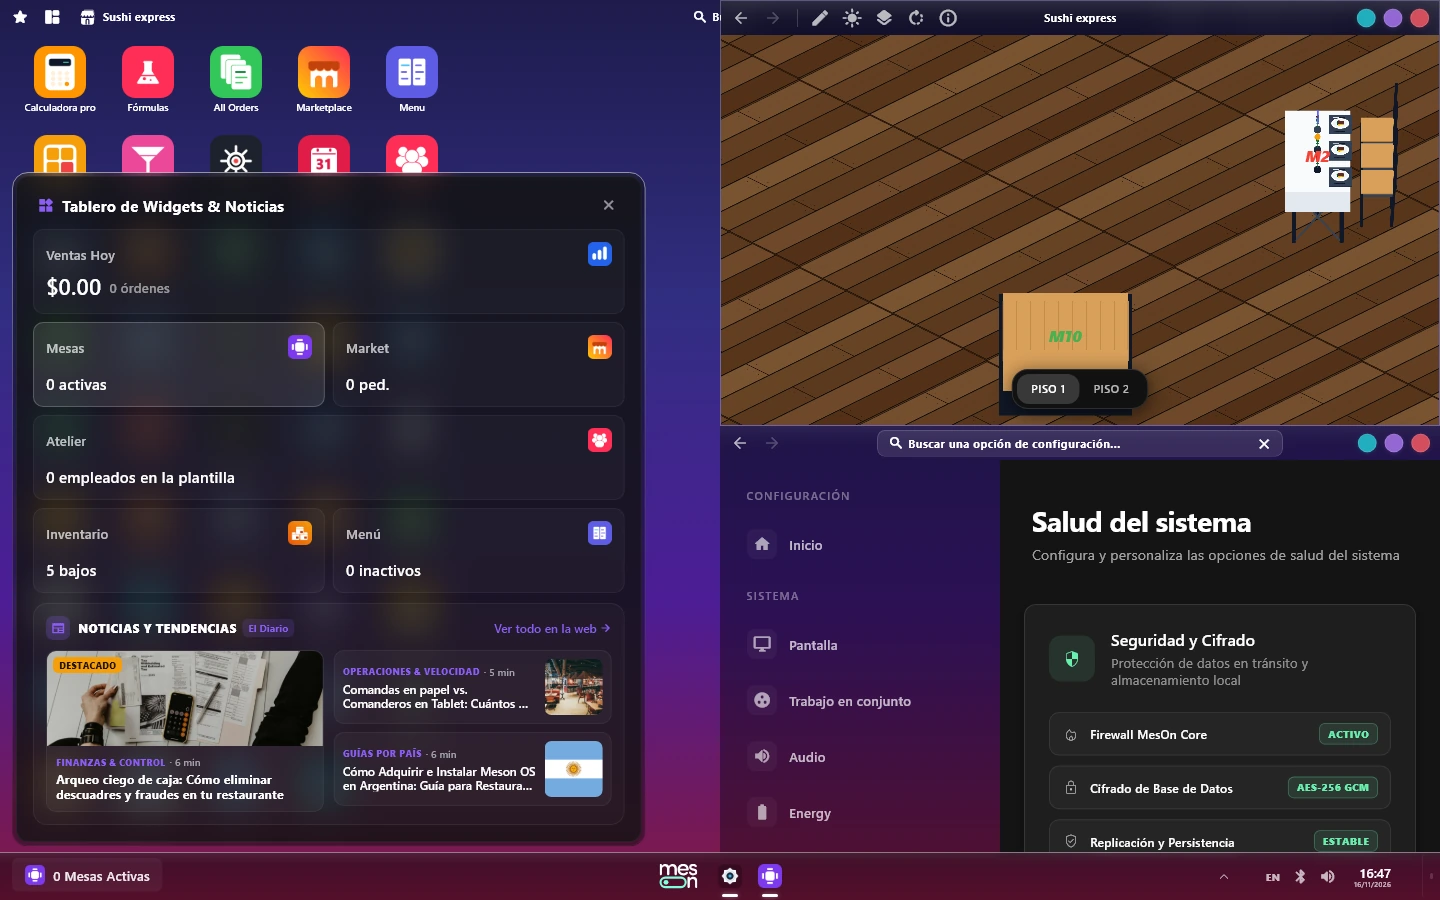 Sushi express
Bu
Calculadora pro
Fórmulas
All Orders
Marketplace
Menu
31
Tablero de Widgets & Noticias
Ventas Hoy
$0.00 0 órdenes
Mesas
0 activas
Market
0 ped.
Atelier
0 empleados en la plantilla
Inventario
5 bajos
Menú
0 inactivos
NOTICIAS Y TENDENCIAS El Diario
Ver todo en la web →
DESTACADO
FINANZAS & CONTROL · 6 min
Arqueo ciego de caja: Cómo eliminar
descuadres y fraudes en tu restaurante
OPERACIONES & VELOCIDAD · 5 min
Comandas en papel vs.
Comanderos en Tablet: Cuántos ...
GUÍAS POR PAÍS · 6 min
Cómo Adquirir e Instalar Meson OS
en Argentina: Guía para Restaura...
Sushi express
M2
M10
PISO 1
PISO 2
Buscar una opción de configuración...
CONFIGURACIÓN
Inicio
SISTEMA
Pantalla
Trabajo en conjunto
Audio
Energy
Salud del sistema
Configura y personaliza las opciones de salud del sistema
Seguridad y Cifrado
Protección de datos en tránsito y
almacenamiento local
Firewall MesOn Core
ACTIVO
Cifrado de Base de Datos
AES-256 GCM
Replicación y Persistencia
ESTABLE
0 Mesas Activas
mes
on
EN
16:47
16/11/2026